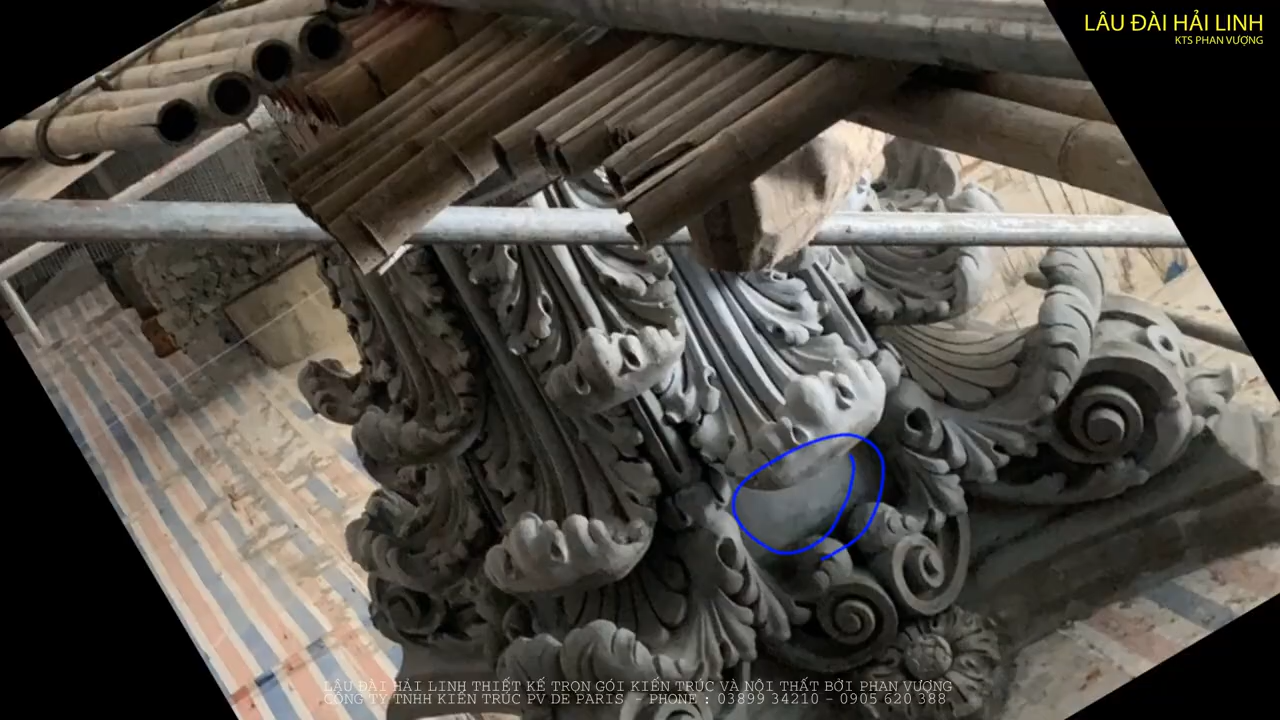 LÂU ĐÀI HẢI LINH
KTS PHAN VƯỢNG
LÂU ĐÀI HẢI LINH THIẾT KẾ TRỌN GÓI KIẾN TRÚC VÀ NỘI THẤT BỞI PHAN VƯỢNG
CÔNG TY TNHH KIẾN TRÚC PV DE PARIS - PHONE : 03899 34210 - 0905 620 388